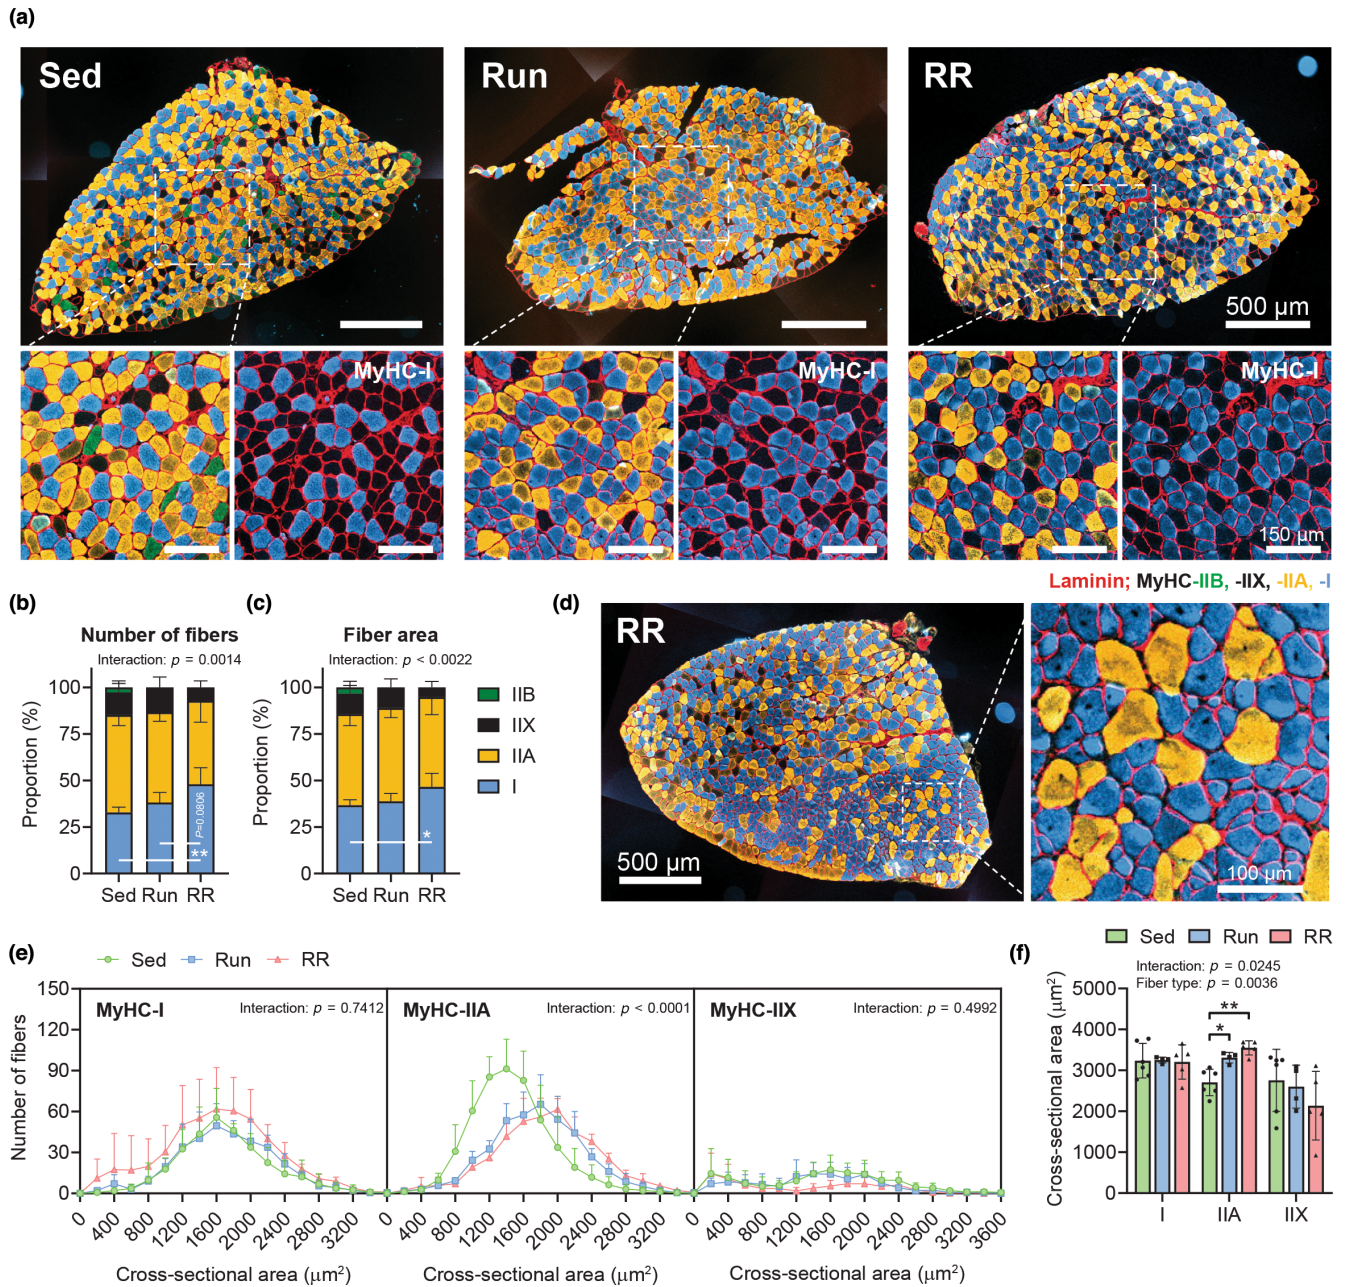 (a)
Sed
Run
RR
500 µm
MyHC-I
MyHC-I
MyHC-I
150 µm
Laminin; MyHC-IIB, -IIX, -IIA, -I
(b)
Number of fibers
Interaction: p = 0.0014
Proportion (%)
100
75
50
25
0
P=0.0806
**
Sed Run RR
(c)
Fiber area
Interaction: p < 0.0022
Proportion (%)
100
75
50
25
0
*
Sed Run RR
IIB
IIX
IIA
I
(d)
RR
500 µm
100 µm
(e)
Sed Run RR
Number of fibers
150
120
90
60
30
0
MyHC-I
Interaction: p = 0.7412
MyHC-IIA
Interaction: p < 0.0001
MyHC-IIX
Interaction: p = 0.4992
0 400 800 1200 1600 2000 2400 2800 3200
0 400 800 1200 1600 2000 2400 2800 3200
0 400 800 1200 1600 2000 2400 2800 3200 3600
Cross-sectional area (µm²)
Cross-sectional area (µm²)
Cross-sectional area (µm²)
(f)
Sed Run RR
Interaction: p = 0.0245
Fiber type: p = 0.0036
Cross-sectional area (µm²)
5000
4000
3000
2000
1000
0
**
*
I IIA IIX